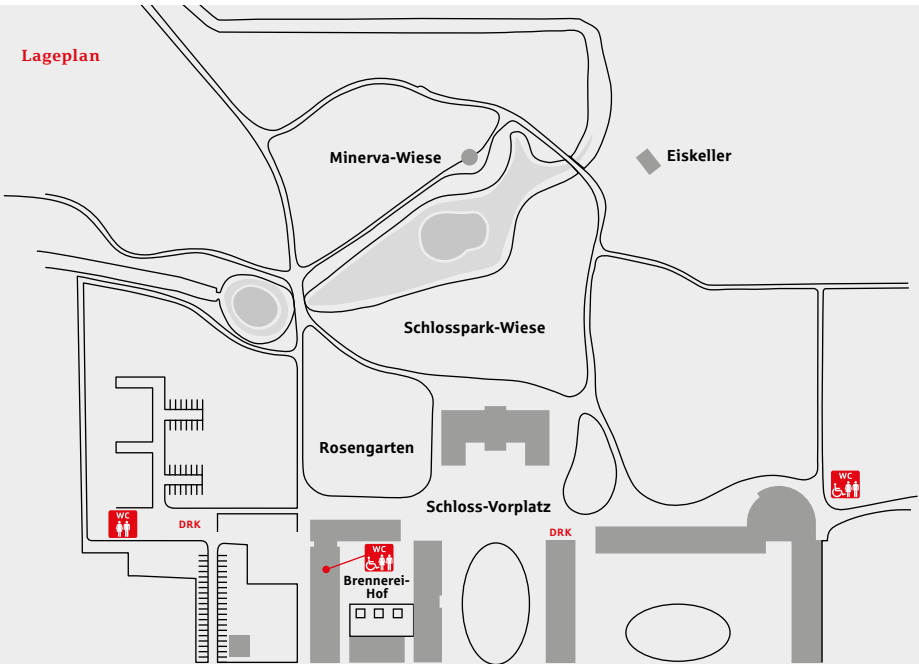 Lageplan
Minerva-Wiese
Eiskeller
Schlosspark-Wiese
Rosengarten
WC
Schloss-Vorplatz
WC
DRK
DRK
WC
Brennerei-
Hof